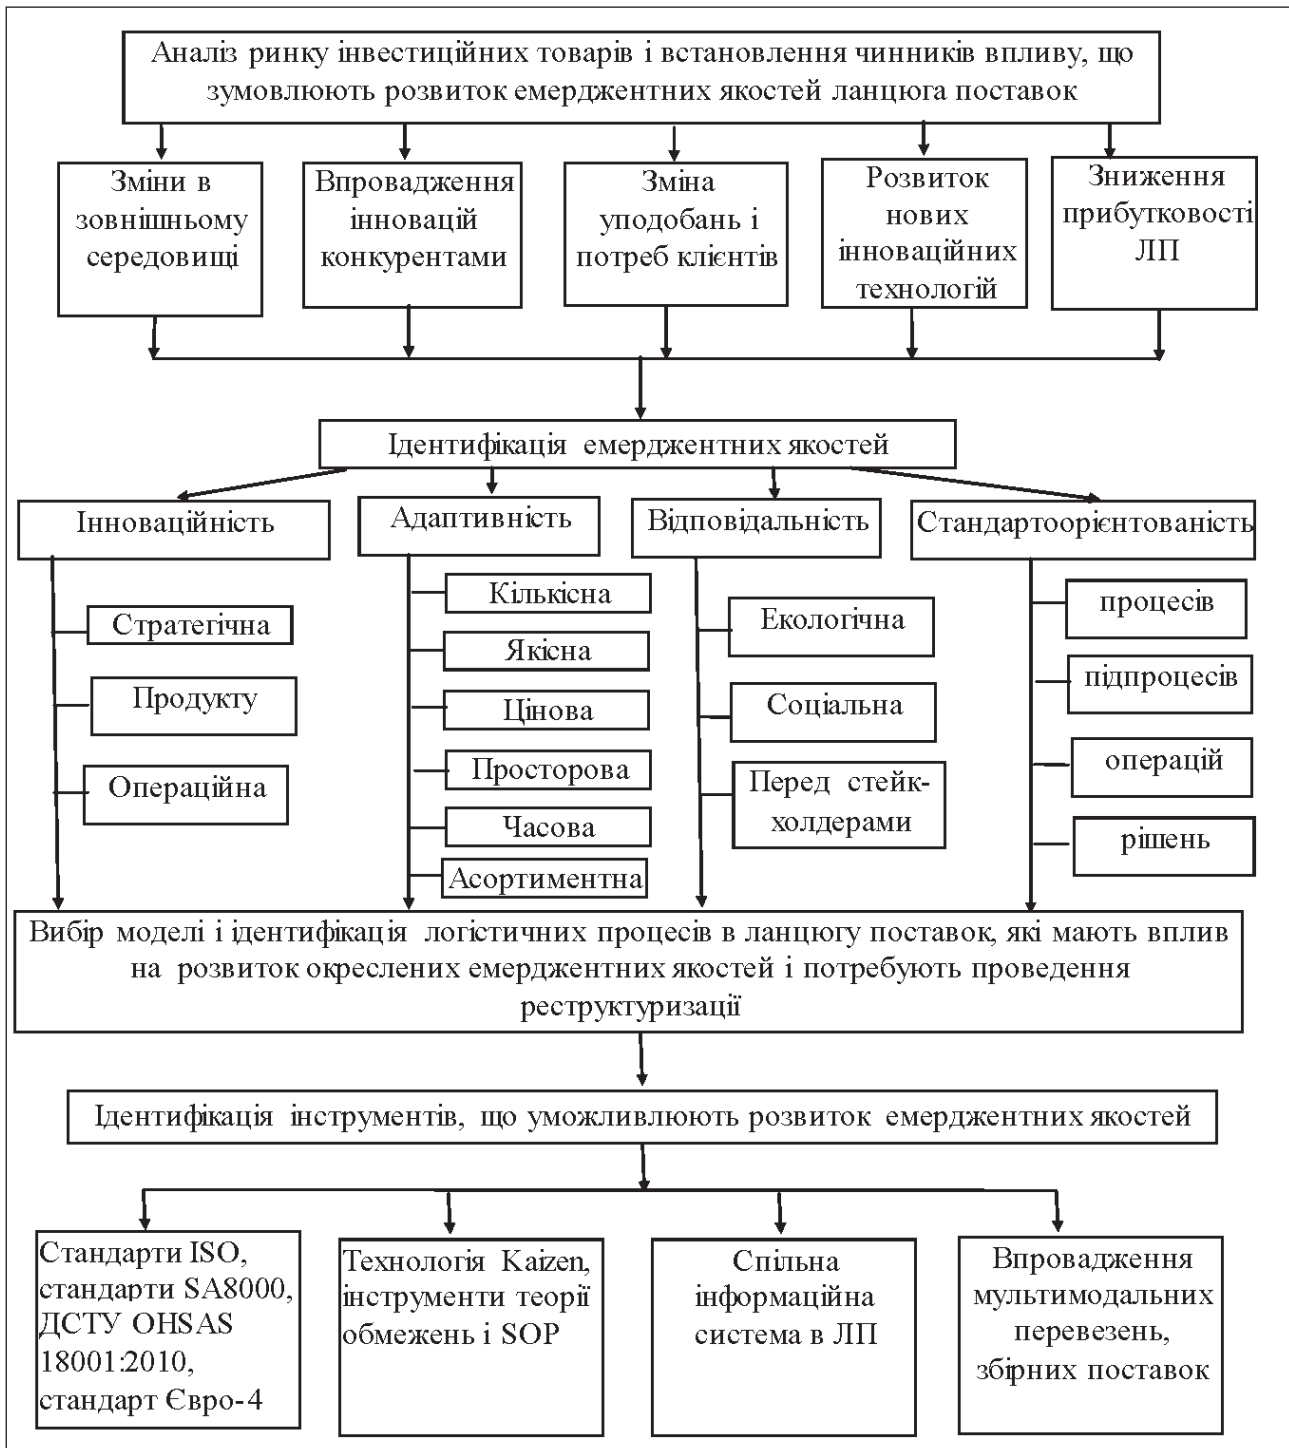 Аналіз ринку інвестиційних товарів і встановлення чинників впливу, що
зумовлюють розвиток емерджентних якостей ланцюга поставок
Зміни в
зовнішньому
середовищі
Впровадження
інновацій
конкурентами
Зміна
уподобань і
потреб клієнтів
Розвиток
нових
інноваційних
технологій
Зниження
прибутковості
ЛП
Ідентифікація емерджентних якостей
Інноваційність
Адаптивність
Відповідальність
Стандартоорієнтованість
Стратегічна
Продукту
Операційна
Кількісна
Якісна
Цінова
Просторова
Часова
Асортиментна
Екологічна
Соціальна
Перед стейк-
холдерами
процесів
підпроцесів
операцій
рішень
Вибір моделі і ідентифікація логістичних процесів в ланцюгу поставок, які мають вплив
на розвиток окреслених емерджентних якостей і потребують проведення
реструктуризації
Ідентифікація інструментів, що уможливлюють розвиток емерджентних якостей
Стандарти ISO,
стандарти SA8000,
ДСТУ OHSAS
18001:2010,
стандарт Євро-4
Технологія Kaizen,
інструменти теорії
обмежень і SOP
Спільна
інформаційна
система в ЛП
Впровадження
мультимодальних
перевезень,
збірних поставок